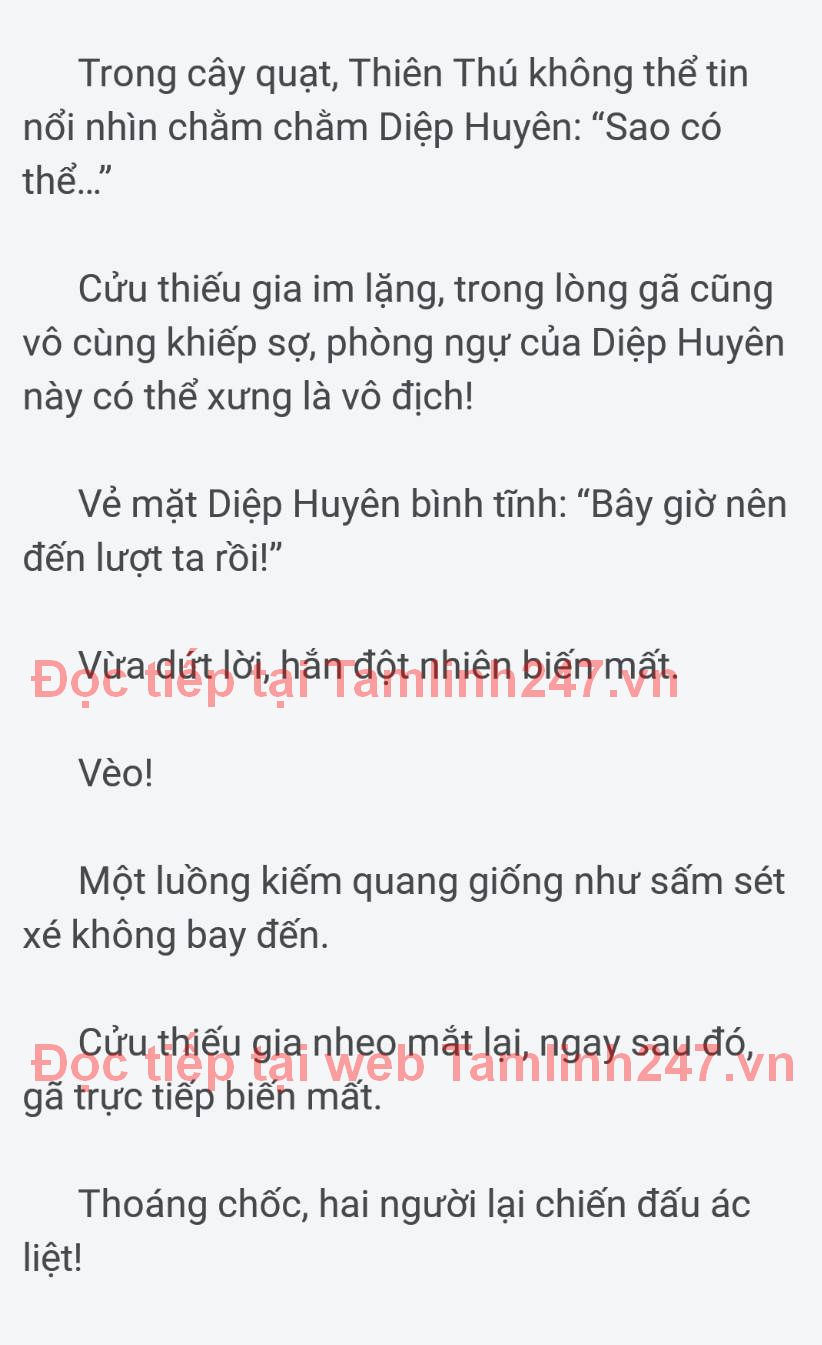 Trong cây quạt, Thiên Thú không thể tin
nổi nhìn chằm chằm Diệp Huyên: “Sao có
thể...”
Cửu thiếu gia im lặng, trong lòng gã cũng
vô cùng khiếp sợ, phòng ngự của Diệp Huyên
này có thể xưng là vô địch!
Vẻ mặt Diệp Huyên bình tĩnh: “Bây giờ nên
đến lượt ta rồi!”
Vừa dứt lời, hắn đột nhiên biến mất.
Đọc tiếp tại Tamlinh247.vn
Vèo!
Một luồng kiếm quang giống như sấm sét
xé không bay đến.
Cửu thiếu gia nheo mắt lại, ngay sau đó,
Đọc tiếp tại web Tamlinh247.vn
gã trực tiếp biến mất.
Thoáng chốc, hai người lại chiến đấu ác
liệt!